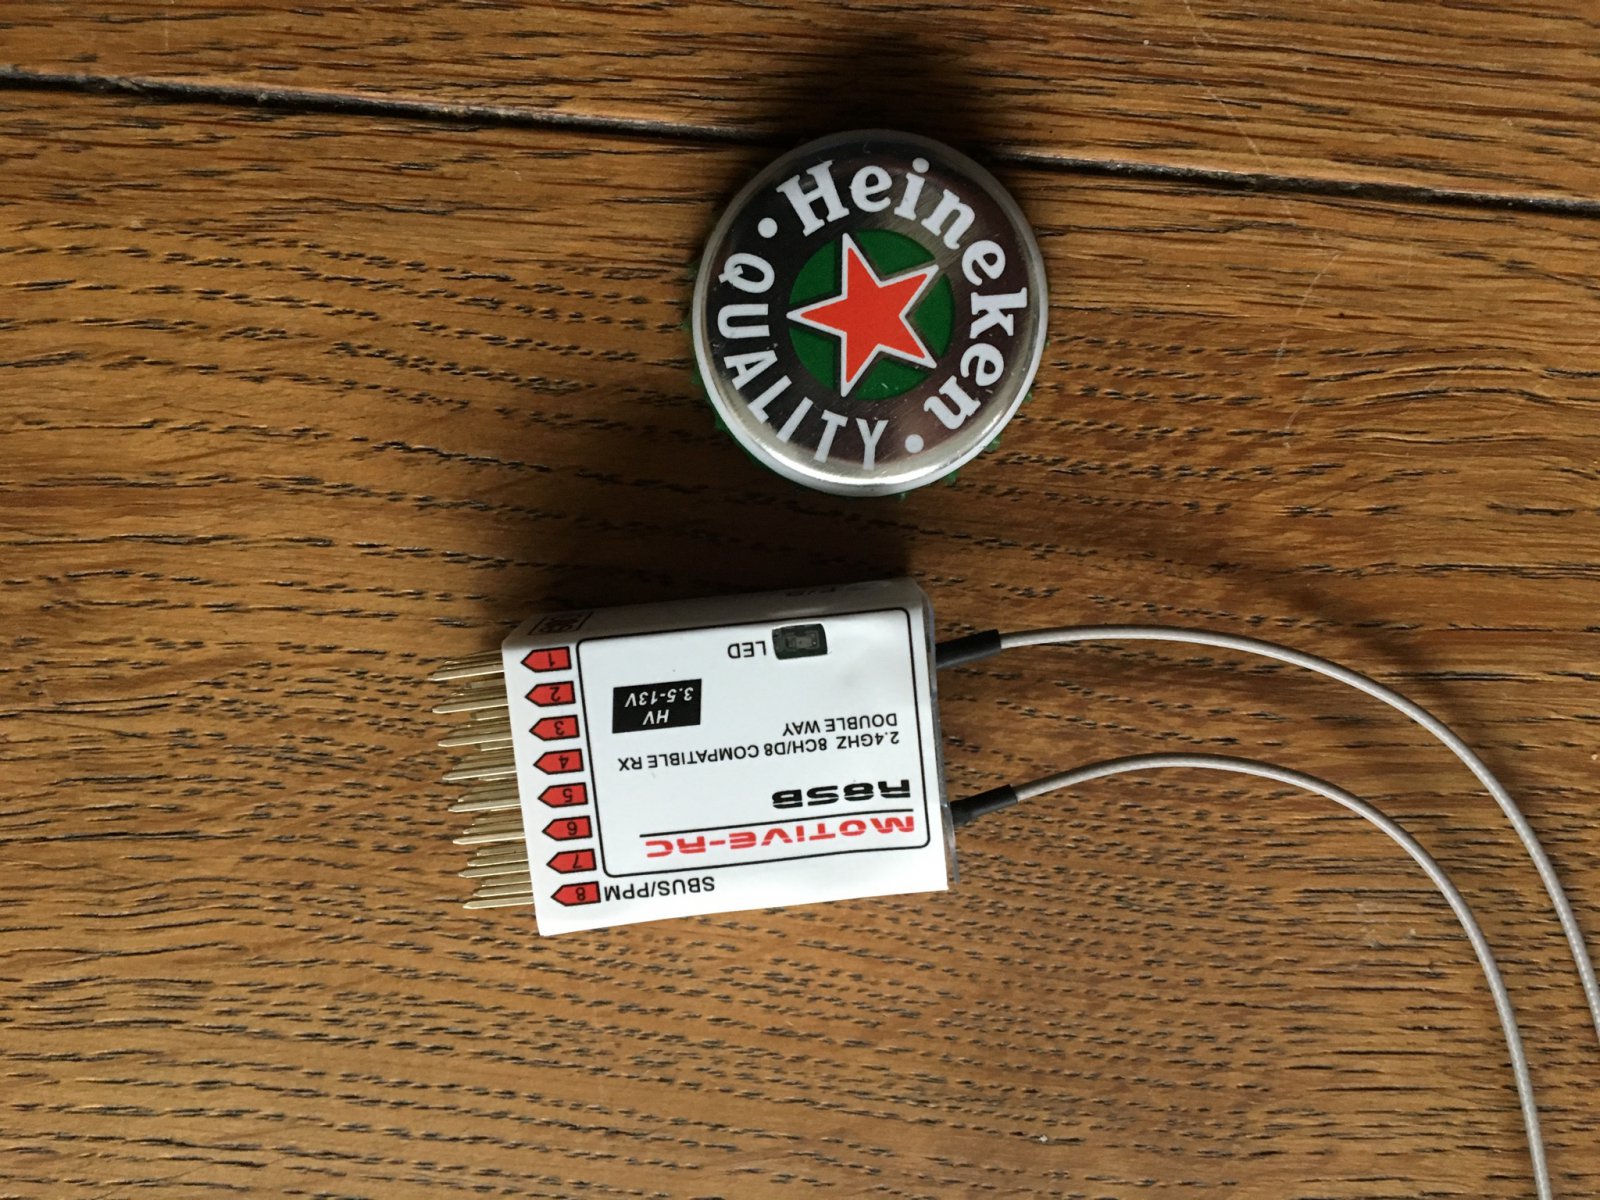 Heineken
QUALITY
MOTIVE-RC
R8SB
2.4GHZ 8CH/D8 COMPATIBLE RX
DOUBLE WAY
HV
3.5-13V
LED
SBUS/PPM
8
7
6
5
4
3
2
1